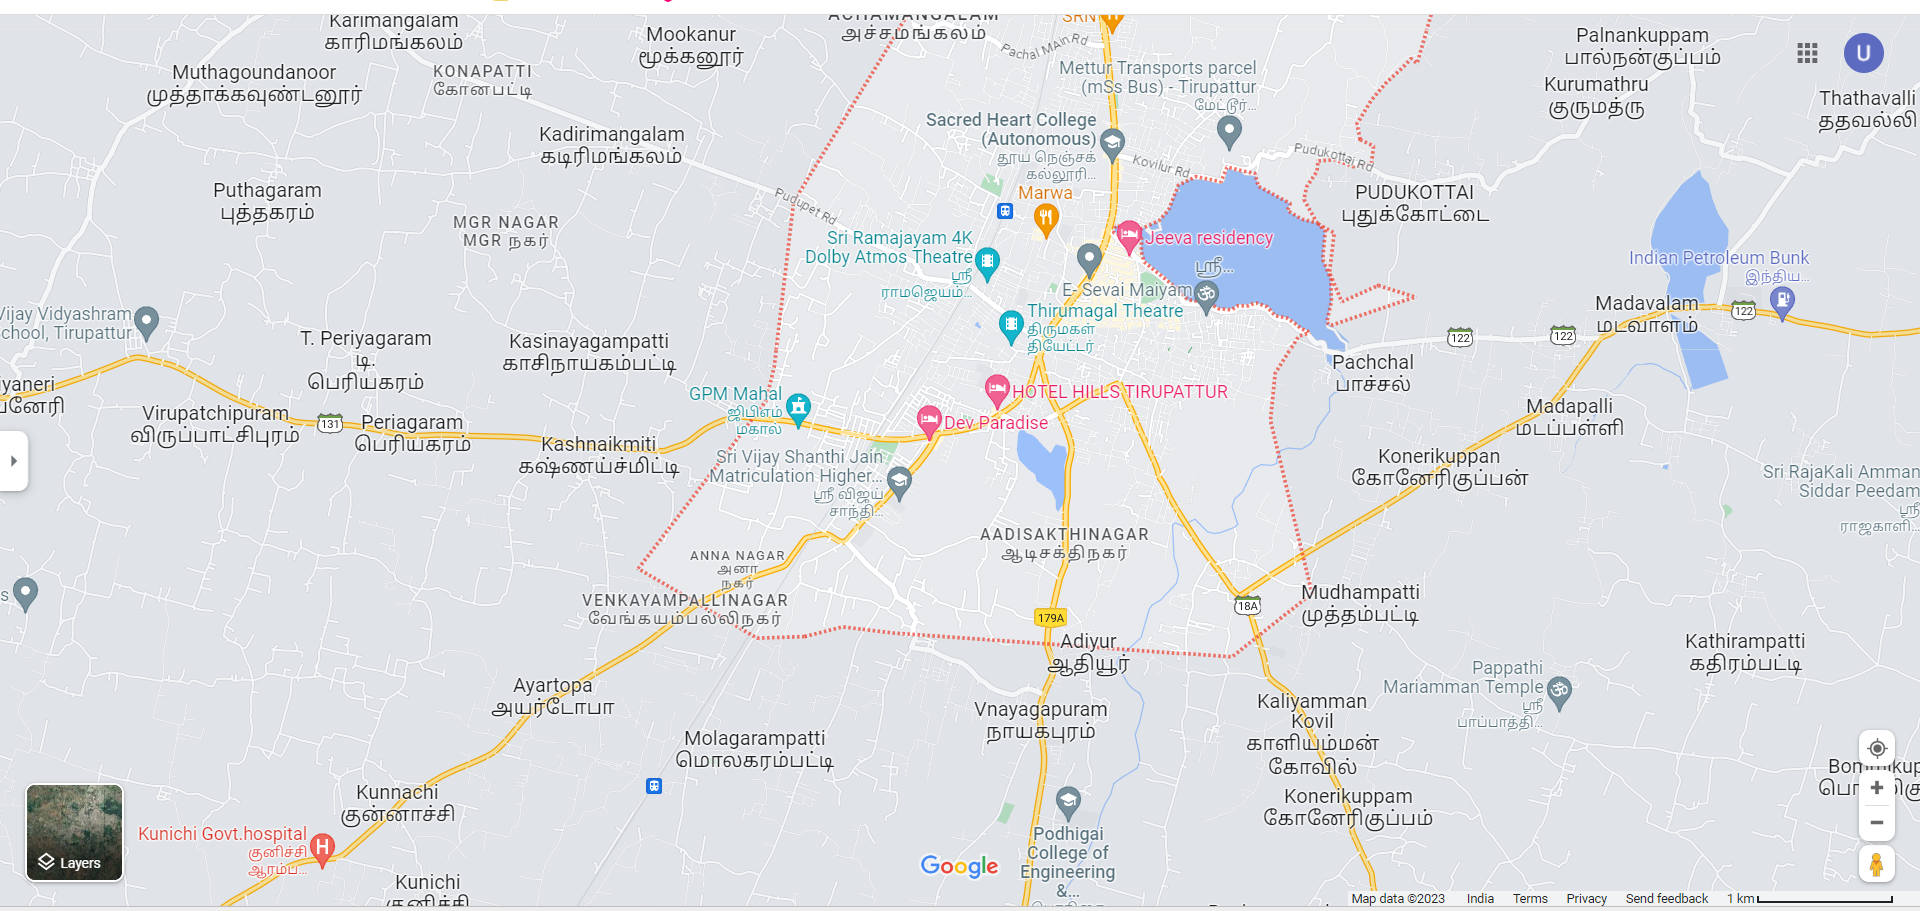 Karimangalam
காரிமங்கலம்
அச்சமங்கலம்
SRN
Pachal MAin Rd
Mookanur
மூக்கனூர்
Palnankuppam
பால்நன்குப்பம்
U
Muthagoundanoor
முத்தாக்கவுண்டனூர்
KONAPATTI
கோனபட்டி
Mettur Transports parcel
(mSs Bus) - Tirupattur
மேட்டூர்...
Kurumathru
குருமத்ரு
Thathavalli
ததவல்லி
Kadirimangalam
கடிரிமங்கலம்
Sacred Heart College
(Autonomous)
தூய நெஞ்சக்
கல்லூரி...
Kovilur Rd
Pudukottai Rd
Puthagaram
புத்தகரம்
Pudupet Rd
Marwa
PUDUKOTTAI
புதுக்கோட்டை
MGR NAGAR
MGR நகர்
Sri Ramajayam 4K
Dolby Atmos Theatre
ஸ்ரீ
ராமஜெயம்...
Jeeva residency
ஸ்ரீ...
Indian Petroleum Bunk
இந்திய...
E- Sevai Maiyam
Vijay Vidyashram
School, Tirupattur
Thirumagal Theatre
திருமகள்
தியேட்டர்
Madavalam
மடவாளம்
122
122
122
T. Periyagaram
டி.
பெரியகரம்
Kasinayagampatti
காசிநாயகம்பட்டி
Pachchal
பாச்சல்
GPM Mahal
ஜிபிஎம்
மகால்
HOTEL HILLS TIRUPATTUR
Dev Paradise
Virupatchipuram
விருப்பாட்சிபுரம்
131
Periagaram
பெரியகரம்
Kashnaikmiti
கஷ்ணய்ச்மிட்டி
Madapalli
மடப்பள்ளி
Sri Vijay Shanthi Jain
Matriculation Higher...
ஸ்ரீ விஜய்
சாந்தி...
Konerikuppan
கோனேரிகுப்பன்
Sri RajaKali Amman
Siddar Peedam
ஸ்ரீ
ராஜகாளி...
AADISAKTHINAGAR
ஆடிசக்திநகர்
ANNA NAGAR
அனா
நகர்
VENKAYAMPALLINAGAR
வேங்கயம்பல்லிநகர்
18A
Mudhampatti
முத்தம்பட்டி
179A
Adiyur
ஆதியூர்
Kathirampatti
கதிரம்பட்டி
Pappathi
Mariamman Temple
ஸ்ரீ
பாப்பாத்தி...
Ayartopa
அயர்டோபா
Vnayagapuram
நாயகபுரம்
Kaliyamman
Kovil
காளியம்மன்
கோவில்
Molagarampatti
மொலகரம்பட்டி
Kunnachi
குன்னாச்சி
Konerikuppam
கோனேரிகுப்பம்
Kunichi Govt.hospital
குனிச்சி
ஆரம்ப...
H
Podhigai
College of
Engineering
&...
Layers
Google
Kunichi
குனிச்சி
Map data ©2023 India Terms Privacy Send feedback 1 km